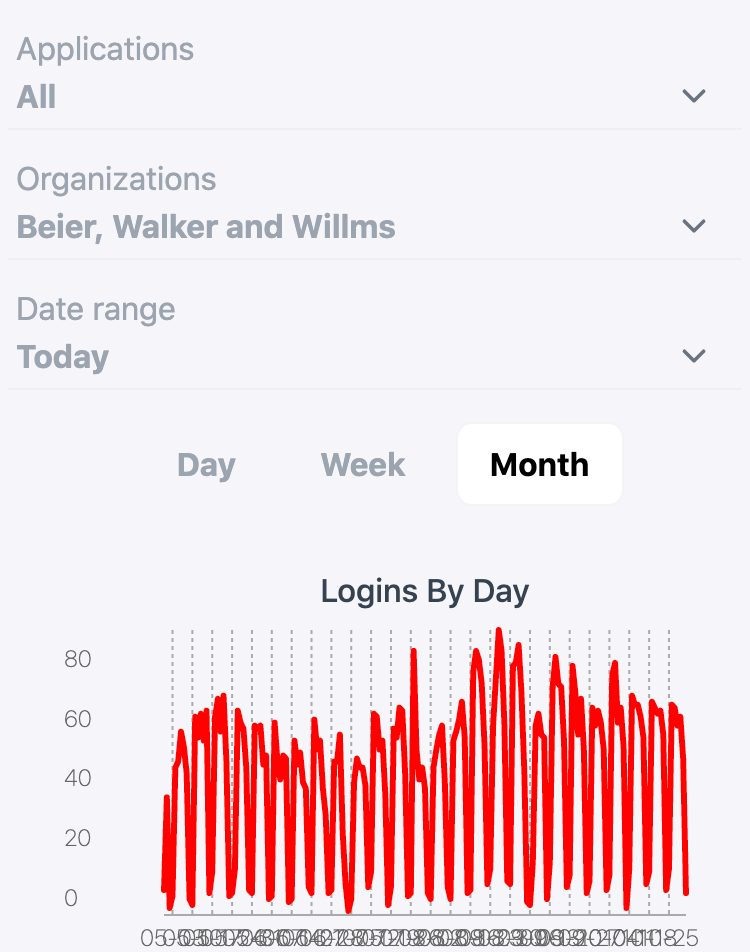 Applications
All
Organizations
Beier, Walker and Willms
Date range
Today
Day Week Month
Logins By Day
80
60
40
20
0